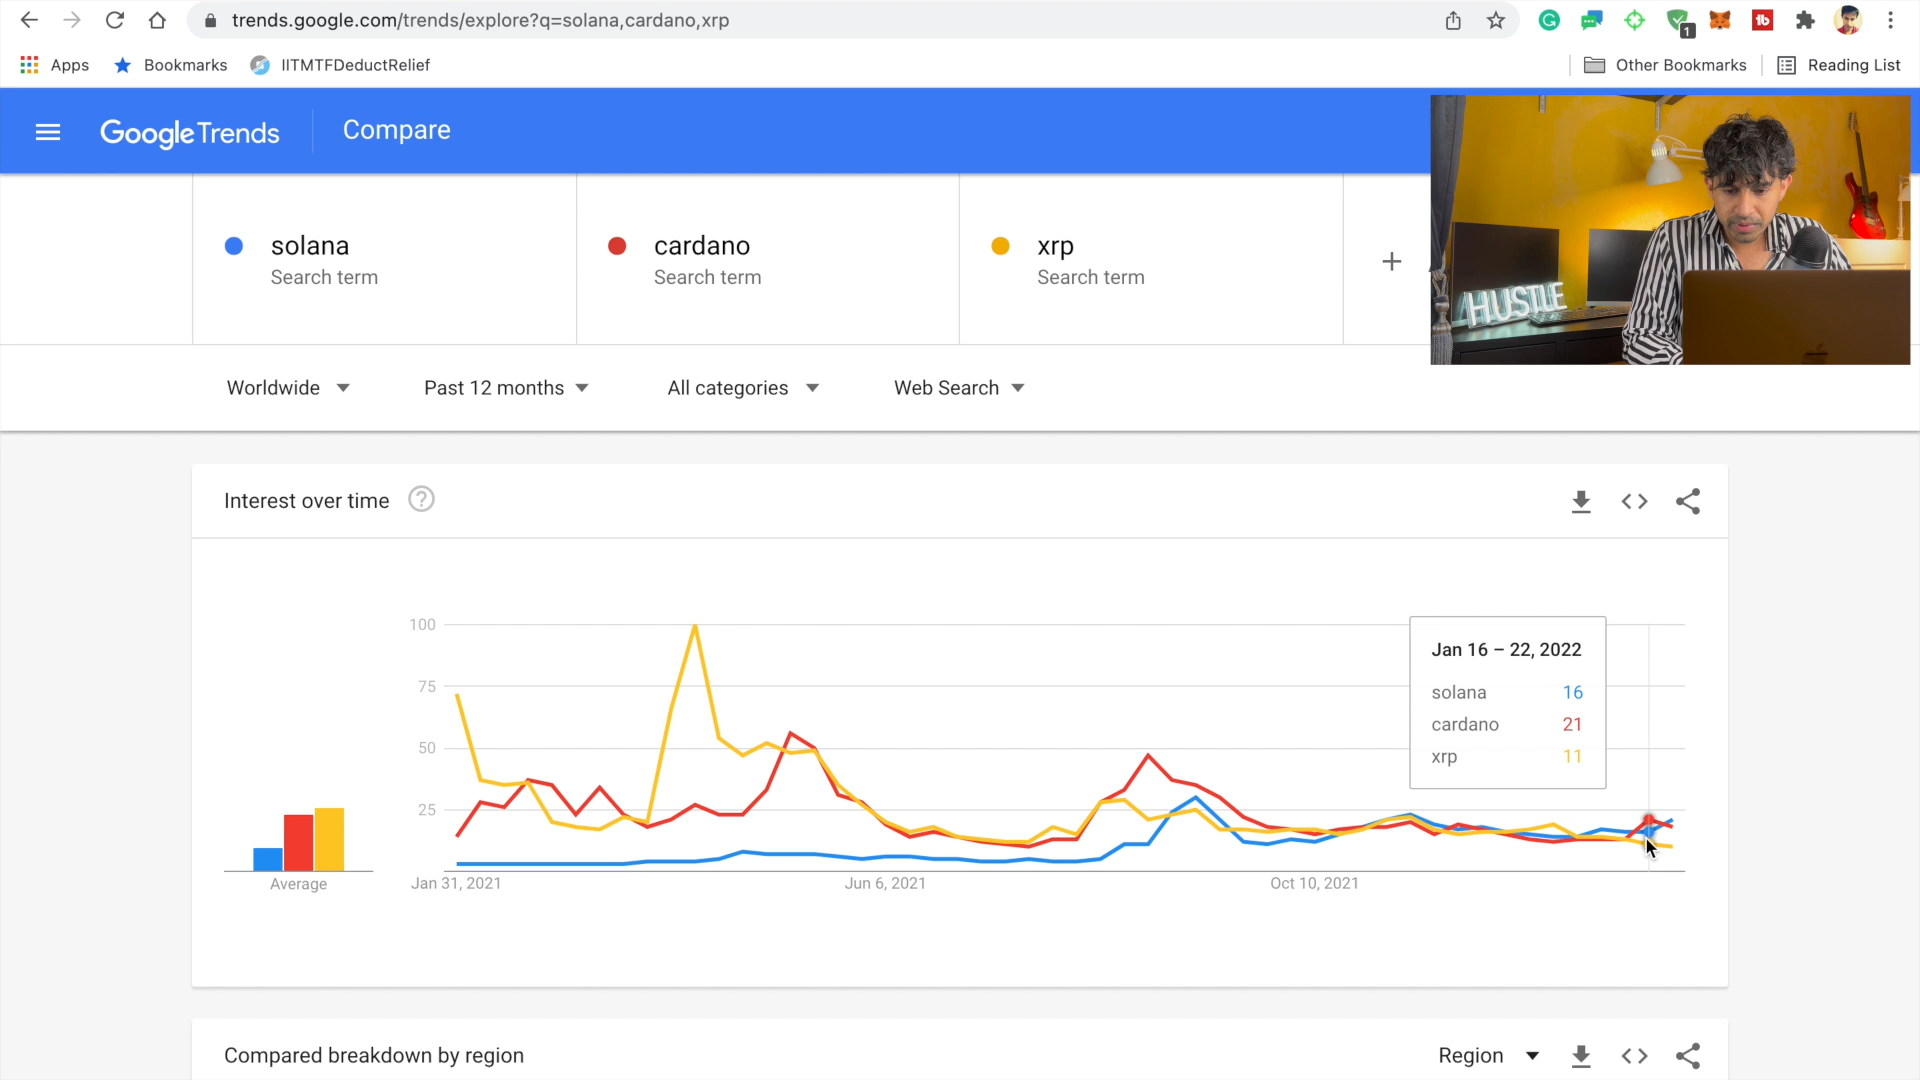 trends.google.com/trends/explore?q=solana,cardano,xrp
1
Apps
Bookmarks
IITMTFDeductRelief
Other Bookmarks
Reading List
Google Trends
Compare
HUSTLE
solana
Search term
cardano
Search term
xrp
Search term
+
Worldwide
Past 12 months
All categories
Web Search
Interest over time
?
100
75
50
25
Average
Jan 31, 2021
Jun 6, 2021
Oct 10, 2021
Jan 16 – 22, 2022
solana 16
cardano 21
xrp 11
Compared breakdown by region
Region